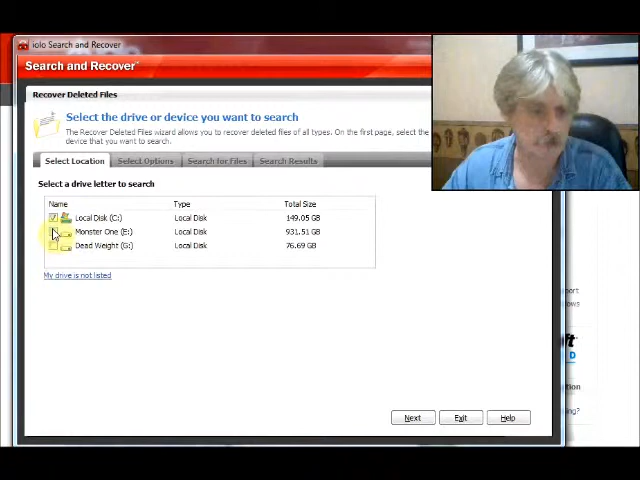 iolo Search and Recover
Search and Recover™
Recover Deleted Files
Select the drive or device you want to search
The Recover Deleted Files wizard allows you to recover deleted files of all types. On the first page, select the
device that you want to search.
Select Location Select Options Search for Files Search Results
Select a drive letter to search
Name Type Total Size
Local Disk (C:) Local Disk 149.05 GB
Monster One (E:) Local Disk 931.51 GB
Dead Weight (G:) Local Disk 76.69 GB
My drive is not listed
Next Exit Help